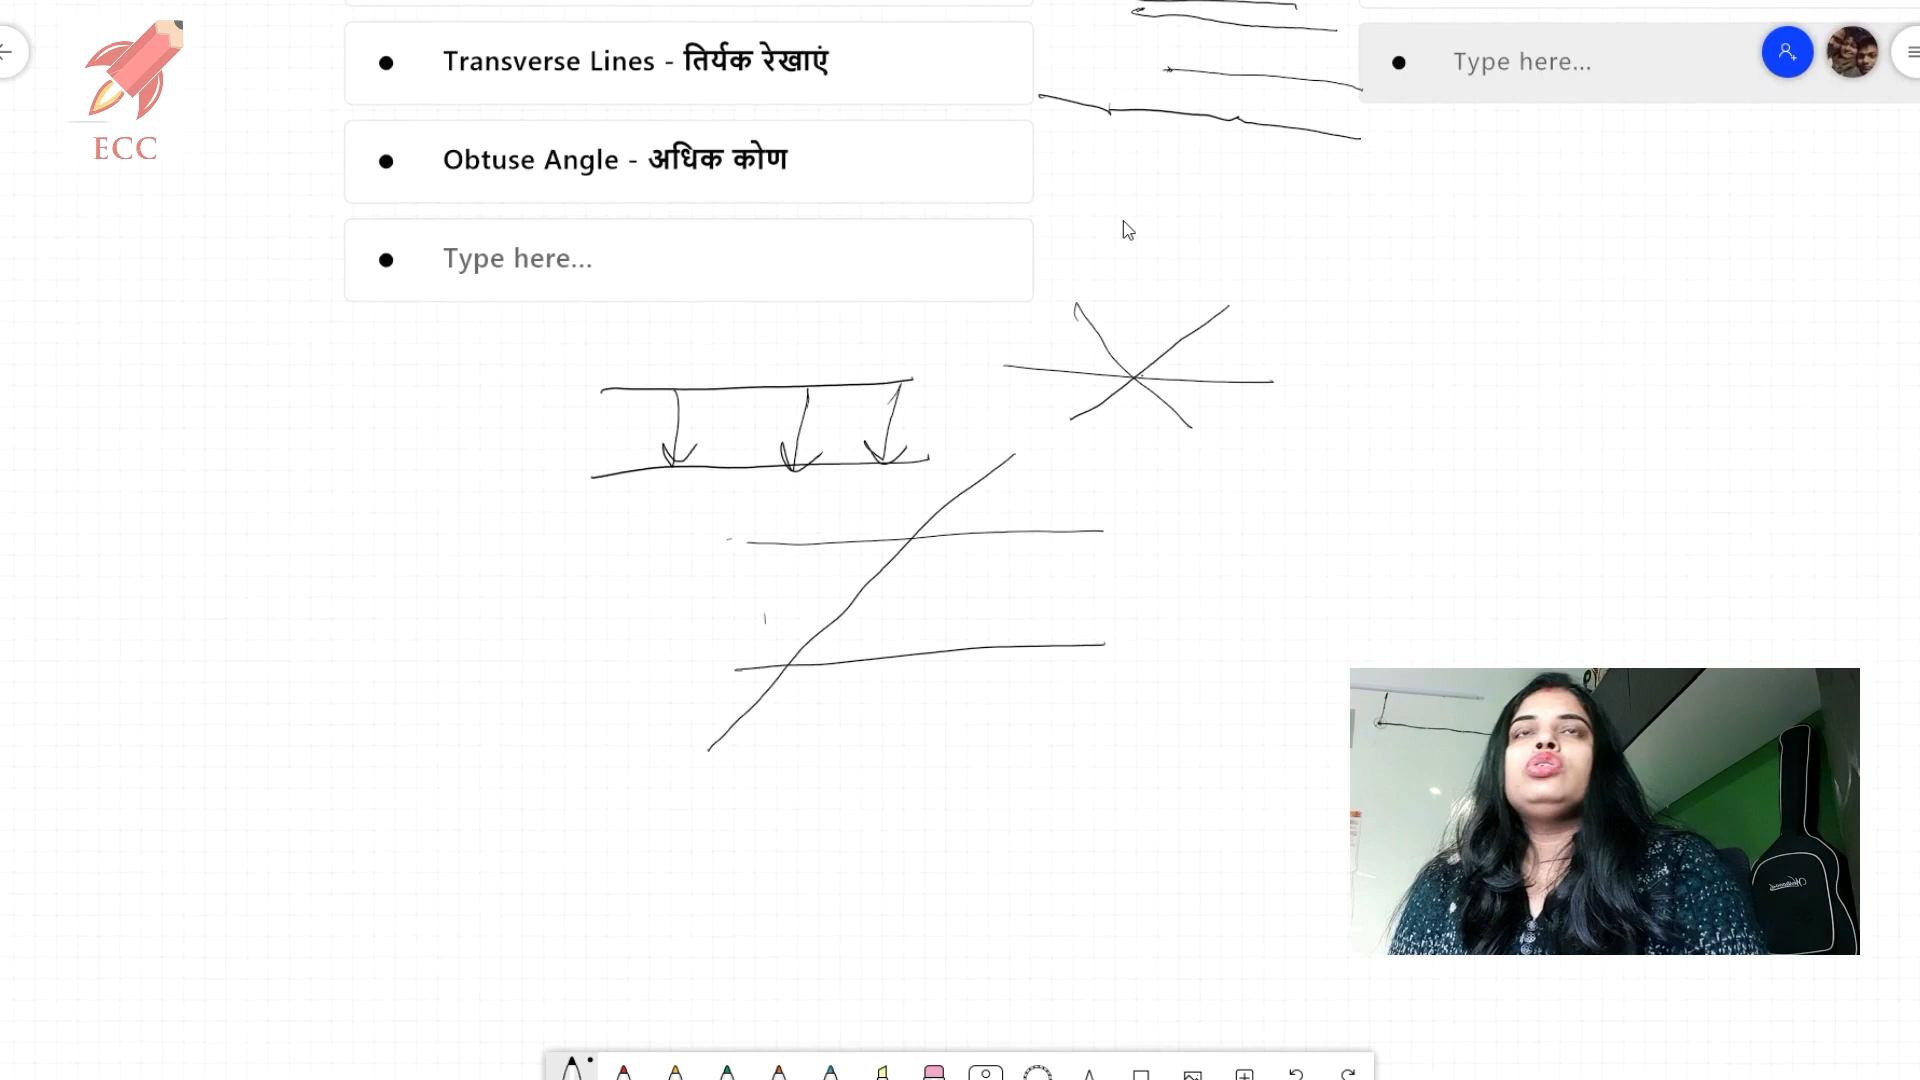 Transverse Lines - तिर्यक रेखाएं
Type here...
ECC
Obtuse Angle - अधिक कोण
Type here...